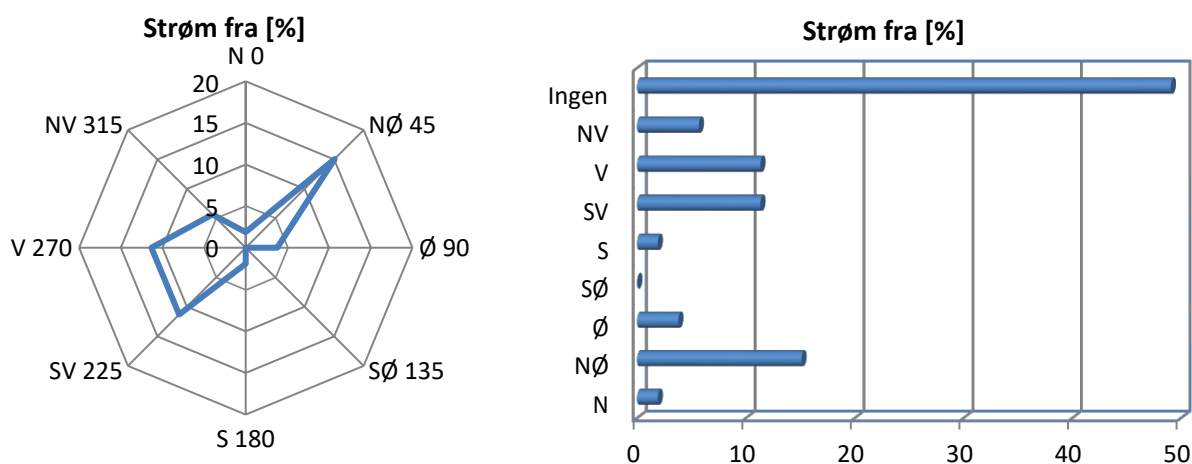 Strøm fra [%]
N 0
20
15
10
5
0
NV 315
NØ 45
V 270
Ø 90
SV 225
SØ 135
S 180
Strøm fra [%]
Ingen
NV
V
SV
S
SØ
Ø
NØ
N
0 10 20 30 40 50